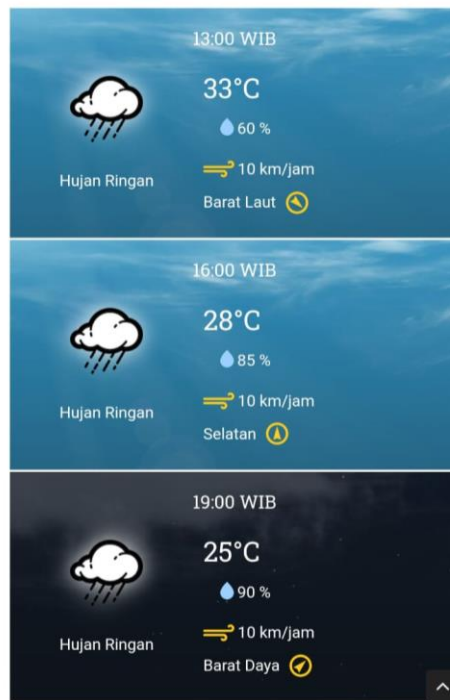 13:00 WIB
33°C
60 %
10 km/jam
Hujan Ringan
Barat Laut
16:00 WIB
28°C
85 %
10 km/jam
Hujan Ringan
Selatan
19:00 WIB
25°C
90 %
10 km/jam
Hujan Ringan
Barat Daya